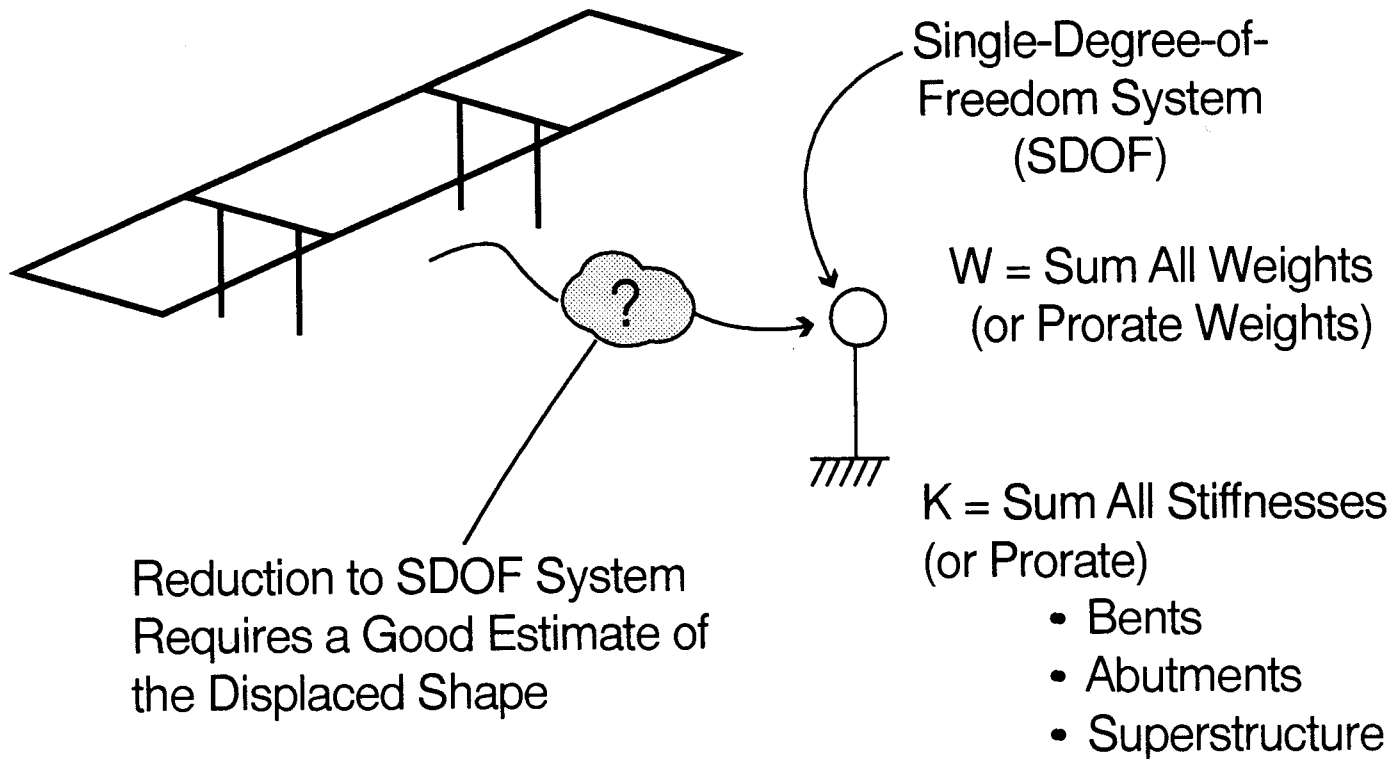 Single-Degree-of-
Freedom System
(SDOF)
?
W = Sum All Weights
(or Prorate Weights)
K = Sum All Stiffnesses
(or Prorate)
• Bents
• Abutments
• Superstructure
Reduction to SDOF System
Requires a Good Estimate of
the Displaced Shape